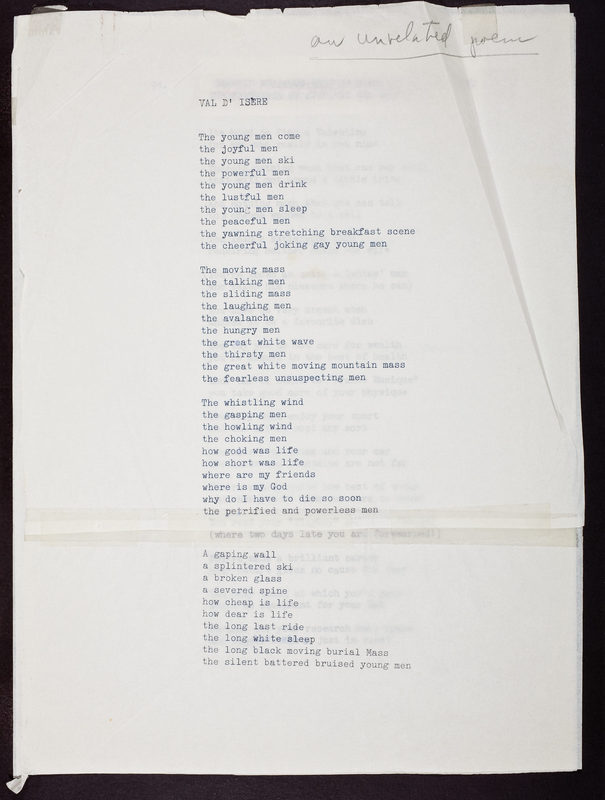 an unrelated poem
VAL D' ISERE
The young men come
the joyful men
the young men ski
the powerful men
the young men drink
the lustful men
the young men sleep
the peaceful men
the yawning stretching breakfast scene
the cheerful joking gay young men
The moving mass
the talking men
the sliding mass
the laughing men
the avalanche
the hungry men
the great white wave
the thirsty men
the great white moving mountain mass
the fearless unsuspecting men
The whistling wind
the gasping men
the howling wind
the choking men
how good was life
how short was life
where are my friends
where is my God
why do I have to die so soon
the petrified and powerless men
(where two days late you are forewarned!)
A gaping wall
a splintered ski
a broken glass
a severed spine
how cheap is life
how dear is life
the long last ride
the long white sleep
the long black moving burial Mass
the silent battered bruised young men